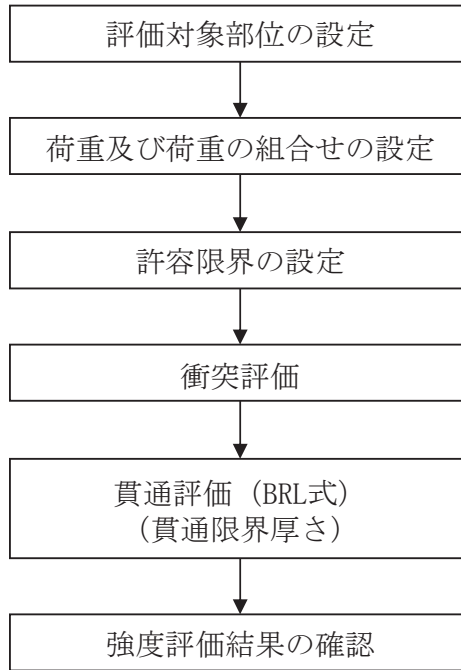 評価対象部位の設定
荷重及び荷重の組合せの設定
許容限界の設定
衝突評価
貫通評価（BRL式）
（貫通限界厚さ）
強度評価結果の確認